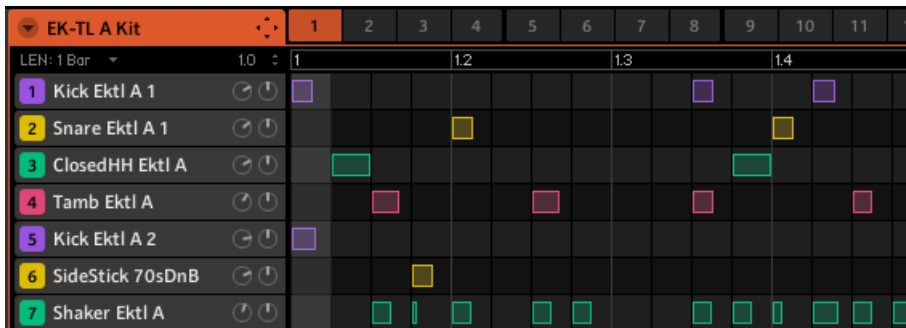 EK-TL A Kit 1 2 3 4 5 6 7 8 9 10 11
LEN: 1 Bar 1.0 1 1.2 1.3 1.4
1 Kick Ektl A 1
2 Snare Ektl A 1
3 ClosedHH Ektl A
4 Tamb Ektl A
5 Kick Ektl A 2
6 SideStick 70sDnB
7 Shaker Ektl A